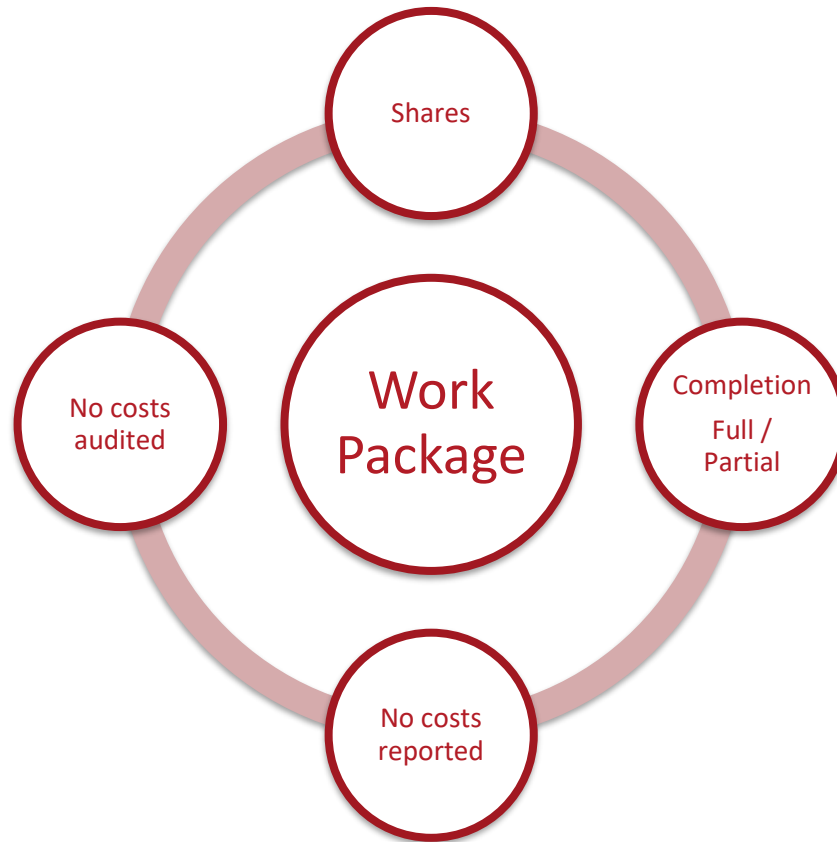 Shares
Work
Package
Completion
Full /
Partial
No costs
reported
No costs
audited